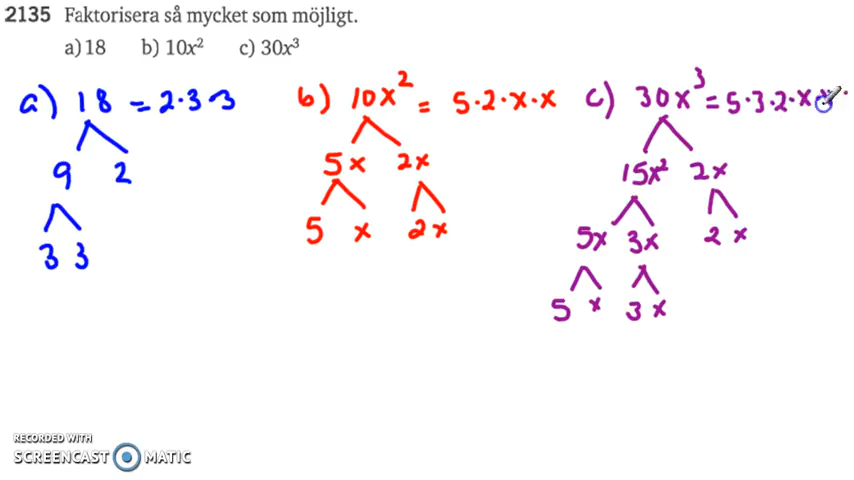 2135 Faktorisera så mycket som möjligt.
a) 18 b) 10x² c) 30x³
a) 18 = 2·3·3
9 2
3 3
b) 10x² = 5·2·x·x
5x 2x
5 x 2 x
c) 30x³ = 5·3·2·x·x·
15x² 2x
5x 3x 2 x
5 x 3 x
RECORDED WITH
SCREENCAST MATIC